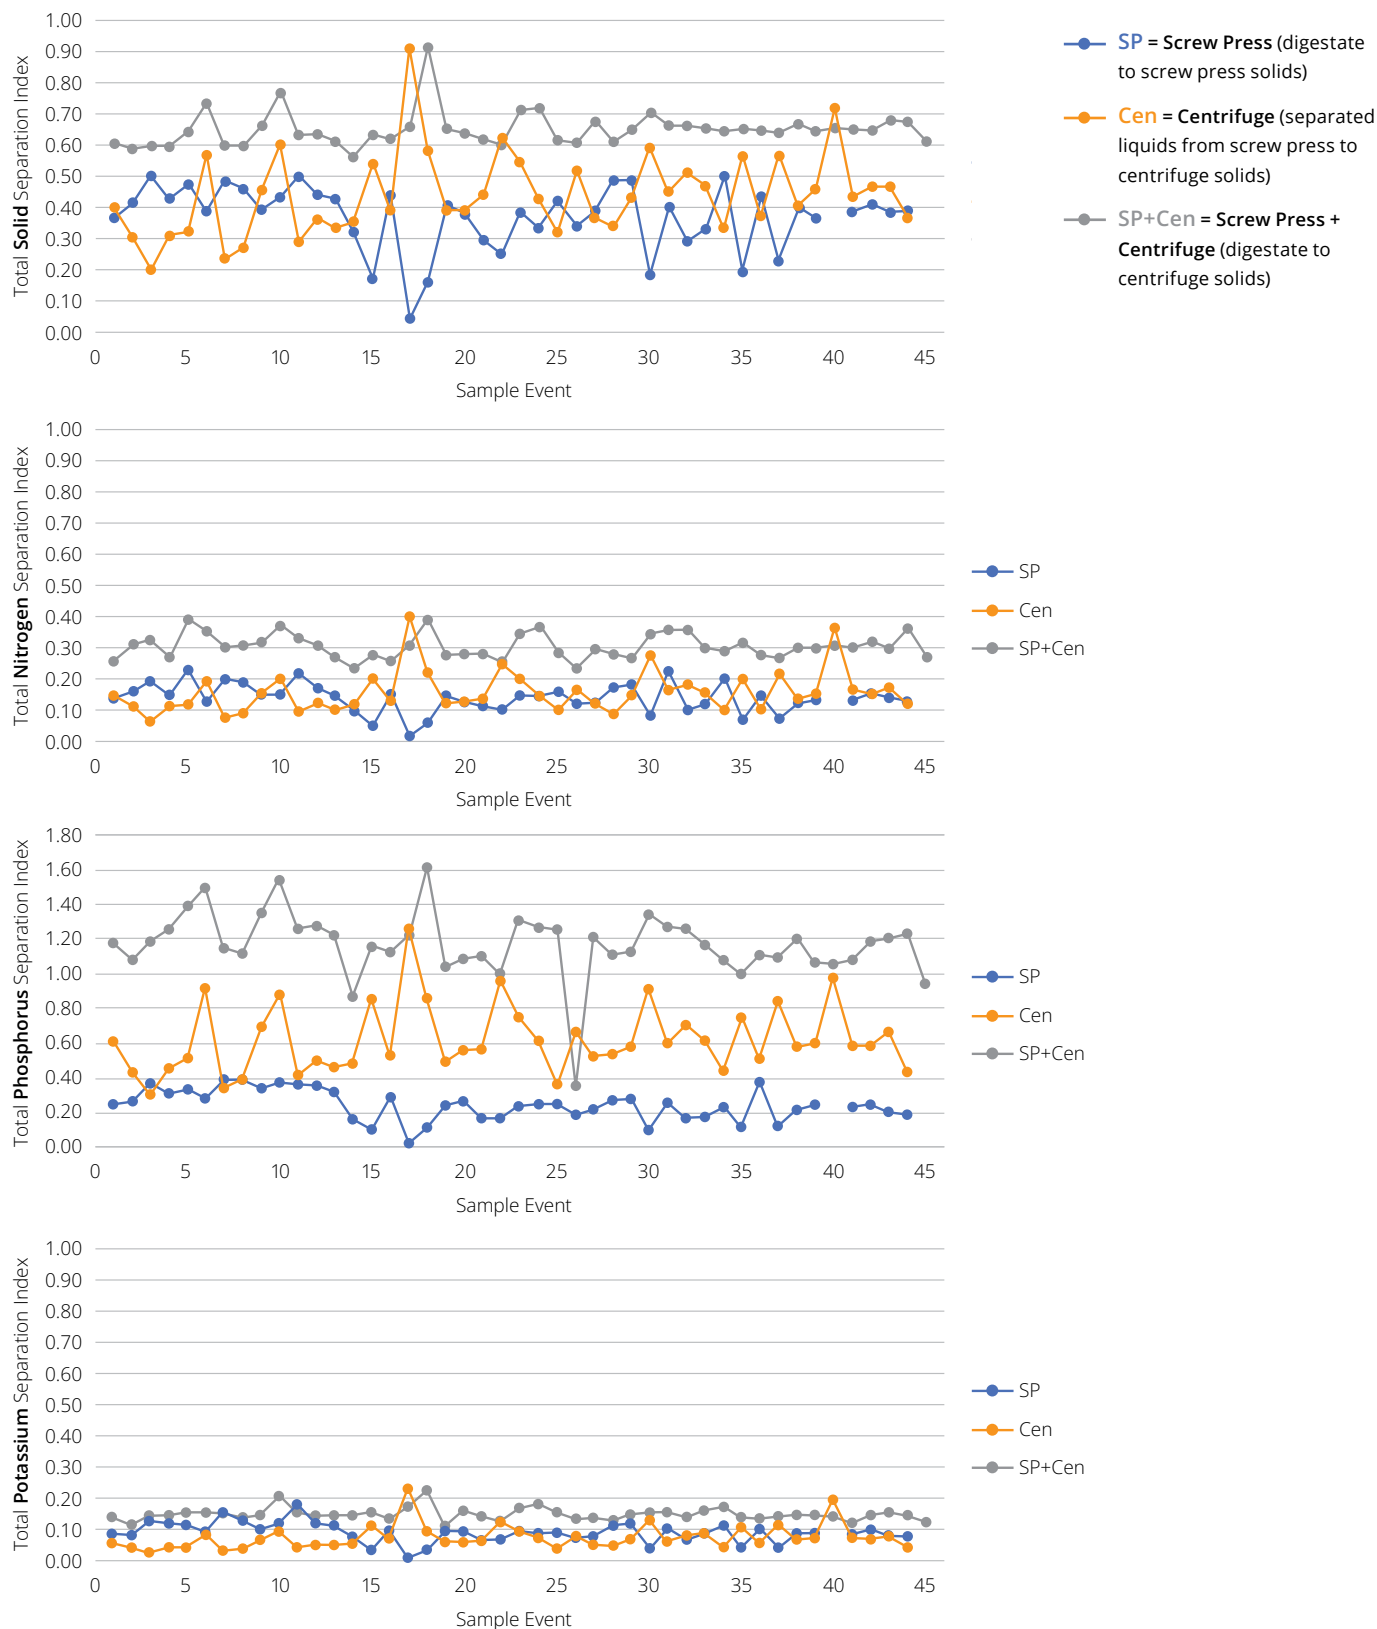 1.00
0.90
0.80
0.70
0.60
0.50
0.40
0.30
0.20
0.10
0.00
Total Solid Separation Index
0 5 10 15 20 25 30 35 40 45
Sample Event
SP = Screw Press (digestate
to screw press solids)
Cen = Centrifuge (separated
liquids from screw press to
centrifuge solids)
SP+Cen = Screw Press +
Centrifuge (digestate to
centrifuge solids)
1.00
0.90
0.80
0.70
0.60
0.50
0.40
0.30
0.20
0.10
0.00
Total Nitrogen Separation Index
0 5 10 15 20 25 30 35 40 45
Sample Event
SP
Cen
SP+Cen
1.80
1.60
1.40
1.20
1.00
0.80
0.60
0.40
0.20
0.00
Total Phosphorus Separation Index
0 5 10 15 20 25 30 35 40 45
Sample Event
SP
Cen
SP+Cen
1.00
0.90
0.80
0.70
0.60
0.50
0.40
0.30
0.20
0.10
0.00
Total Potassium Separation Index
0 5 10 15 20 25 30 35 40 45
Sample Event
SP
Cen
SP+Cen